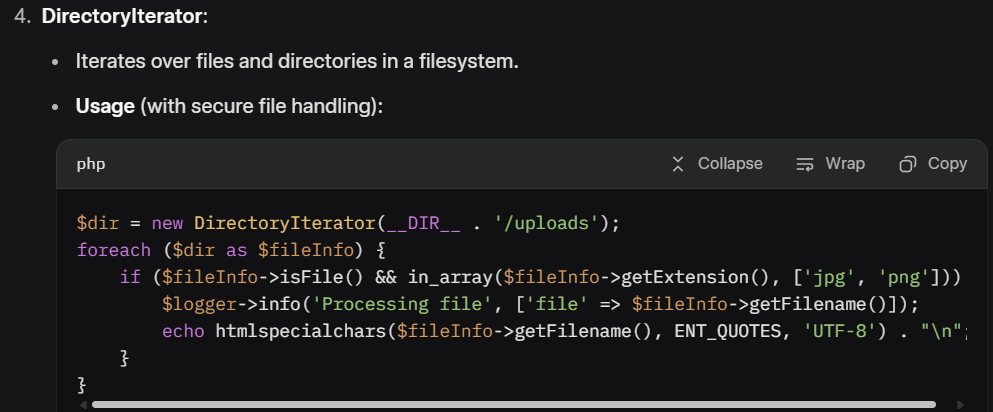 4. DirectoryIterator:
• Iterates over files and directories in a filesystem.
• Usage (with secure file handling):
php Collapse Wrap Copy
$dir = new DirectoryIterator(__DIR__ . '/uploads');
foreach ($dir as $fileInfo) {
    if ($fileInfo->isFile() && in_array($fileInfo->getExtension(), ['jpg', 'png']))
        $logger->info('Processing file', ['file' => $fileInfo->getFilename()]);
        echo htmlspecialchars($fileInfo->getFilename(), ENT_QUOTES, 'UTF-8') . "\n";
    }
}